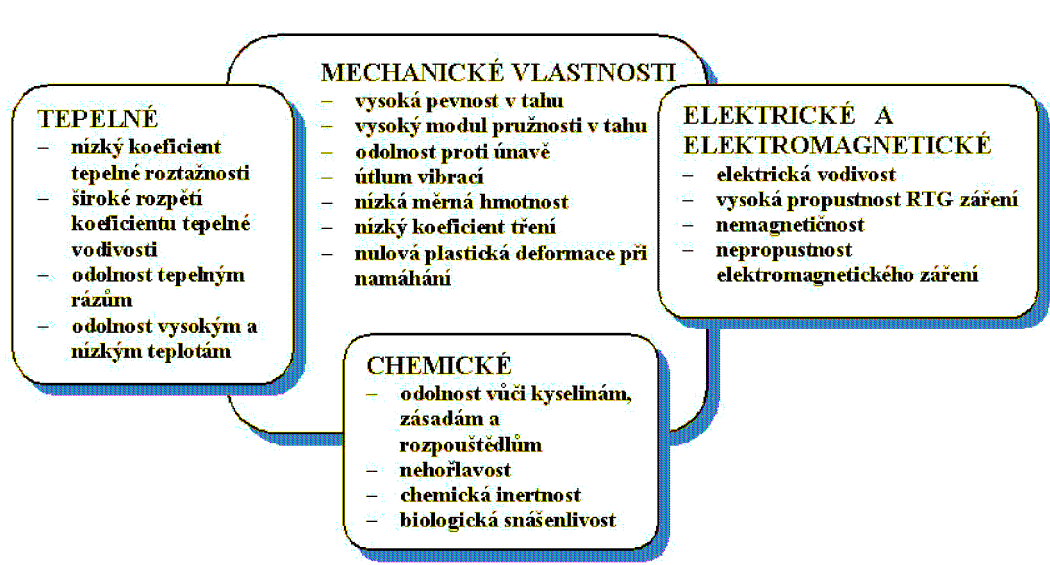 MECHANICKÉ VLASTNOSTI
– vysoká pevnost v tahu
– vysoký modul pružnosti v tahu
– odolnost proti únavě
– útlum vibrací
– nízká měrná hmotnost
– nízký koeficient tření
– nulová plastická deformace při
namáhání
TEPELNÉ
– nízký koeficient
tepelné roztažnosti
– široké rozpětí
koeficientu tepelné
vodivosti
– odolnost tepelným
rázům
– odolnost vysokým a
nízkým teplotám
ELEKTRICKÉ A
ELEKTROMAGNETICKÉ
– elektrická vodivost
– vysoká propustnost RTG záření
– nemagnetičnost
– nepropustnost
elektromagnetického záření
CHEMICKÉ
– odolnost vůči kyselinám,
zásadám a
rozpouštědlům
– nehořlavost
– chemická inertnost
– biologická snášenlivost